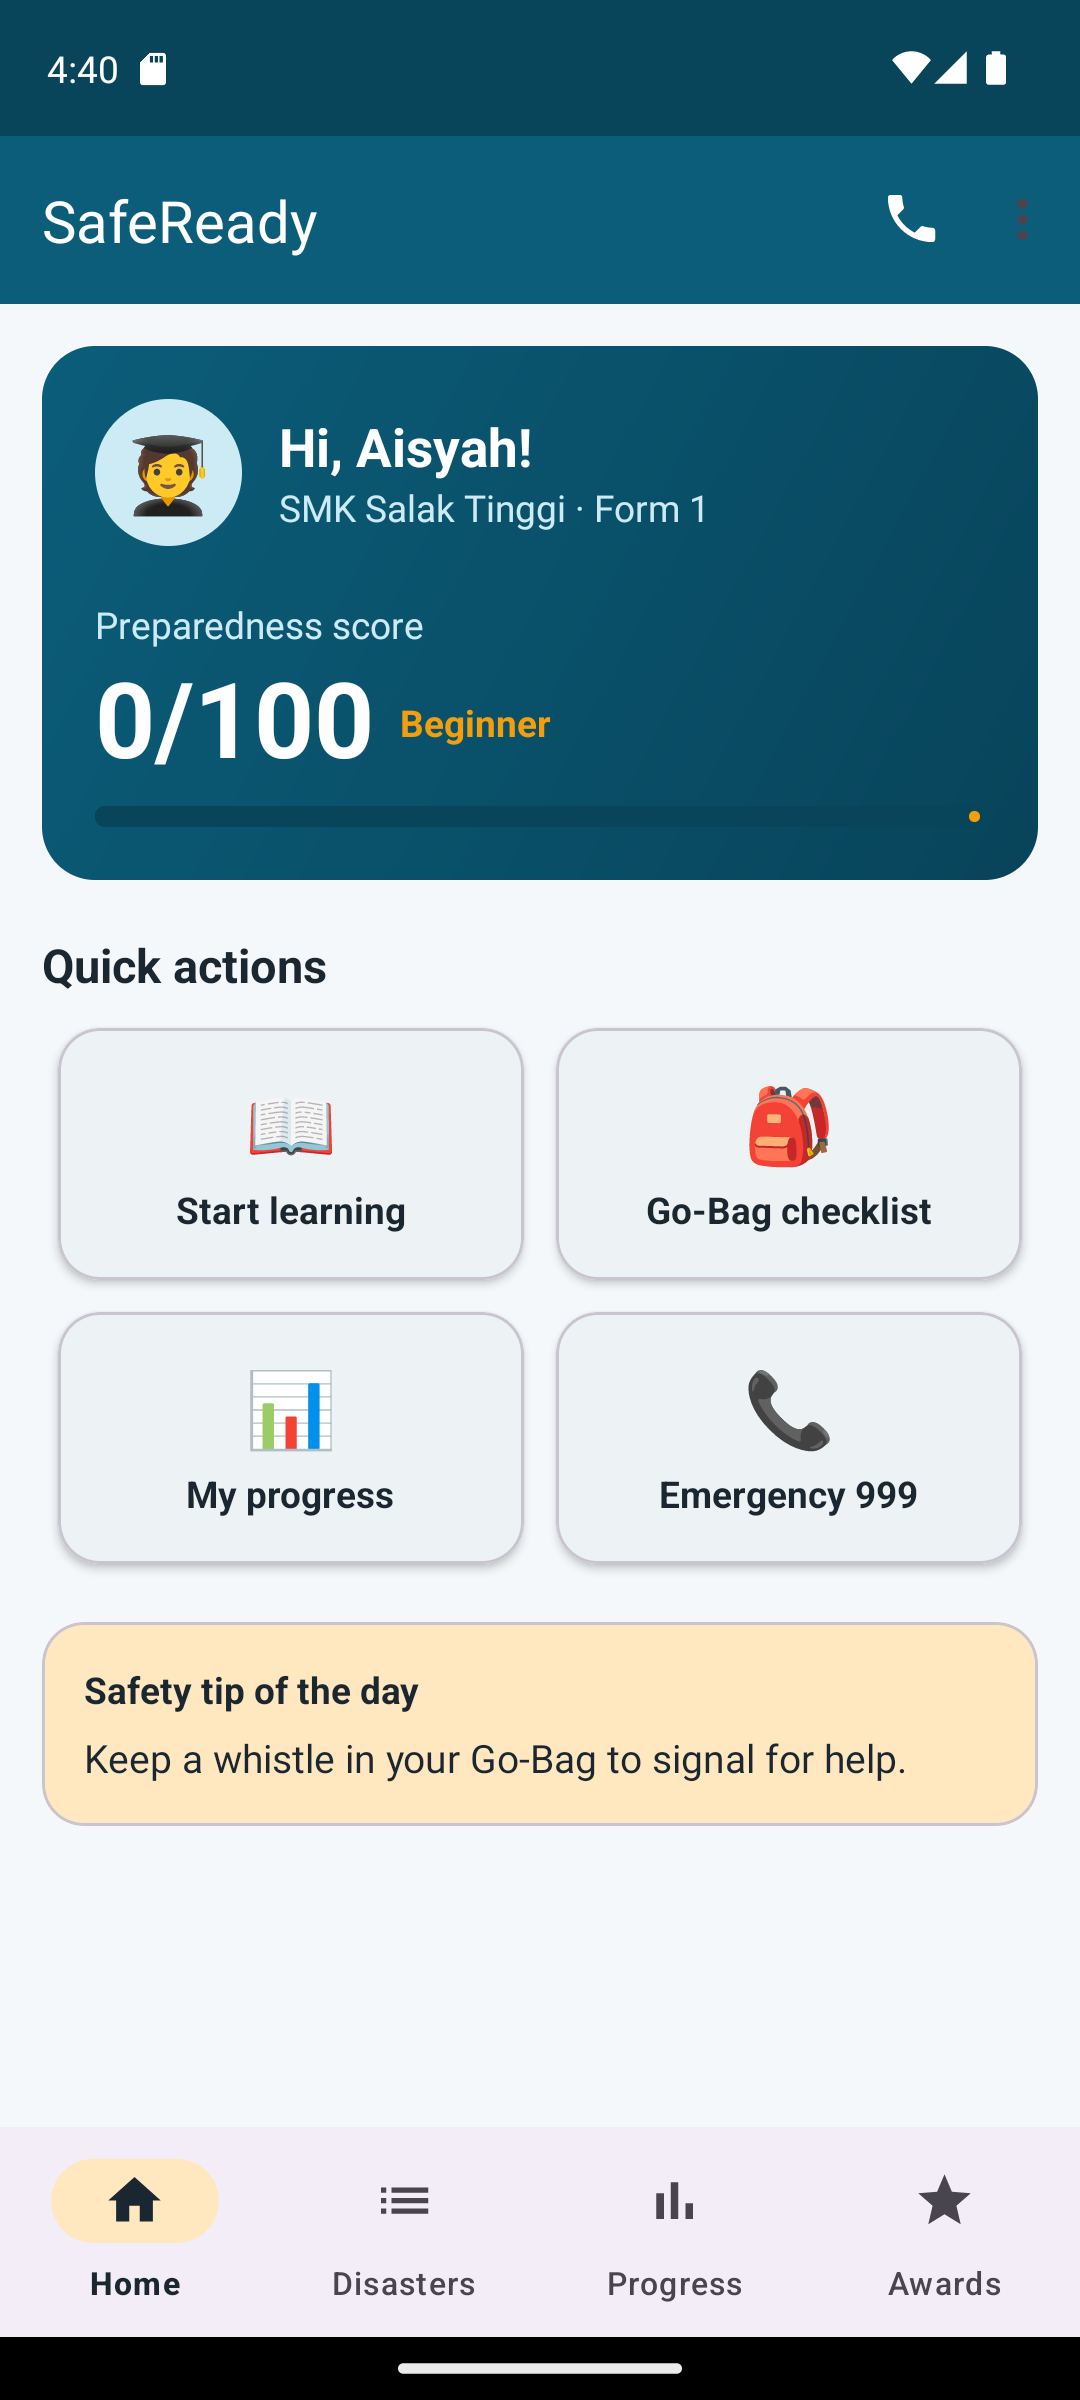 4:40
SafeReady
Hi, Aisyah!
SMK Salak Tinggi · Form 1
Preparedness score
0/100 Beginner
Quick actions
Start learning
Go-Bag checklist
My progress
Emergency 999
Safety tip of the day
Keep a whistle in your Go-Bag to signal for help.
Home
Disasters
Progress
Awards